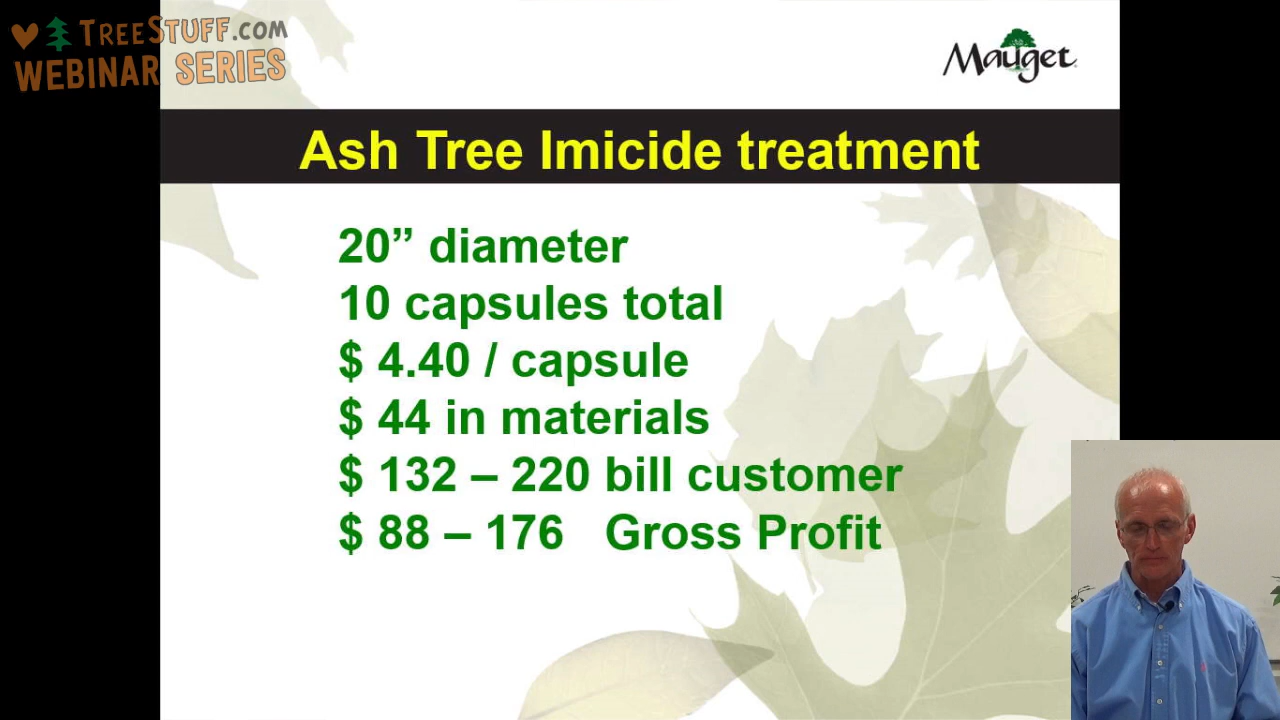 TREESTUFF.COM
WEBINAR SERIES
Mauget
Ash Tree Imicide treatment
20” diameter
10 capsules total
$ 4.40 / capsule
$ 44 in materials
$ 132 – 220 bill customer
$ 88 – 176 Gross Profit